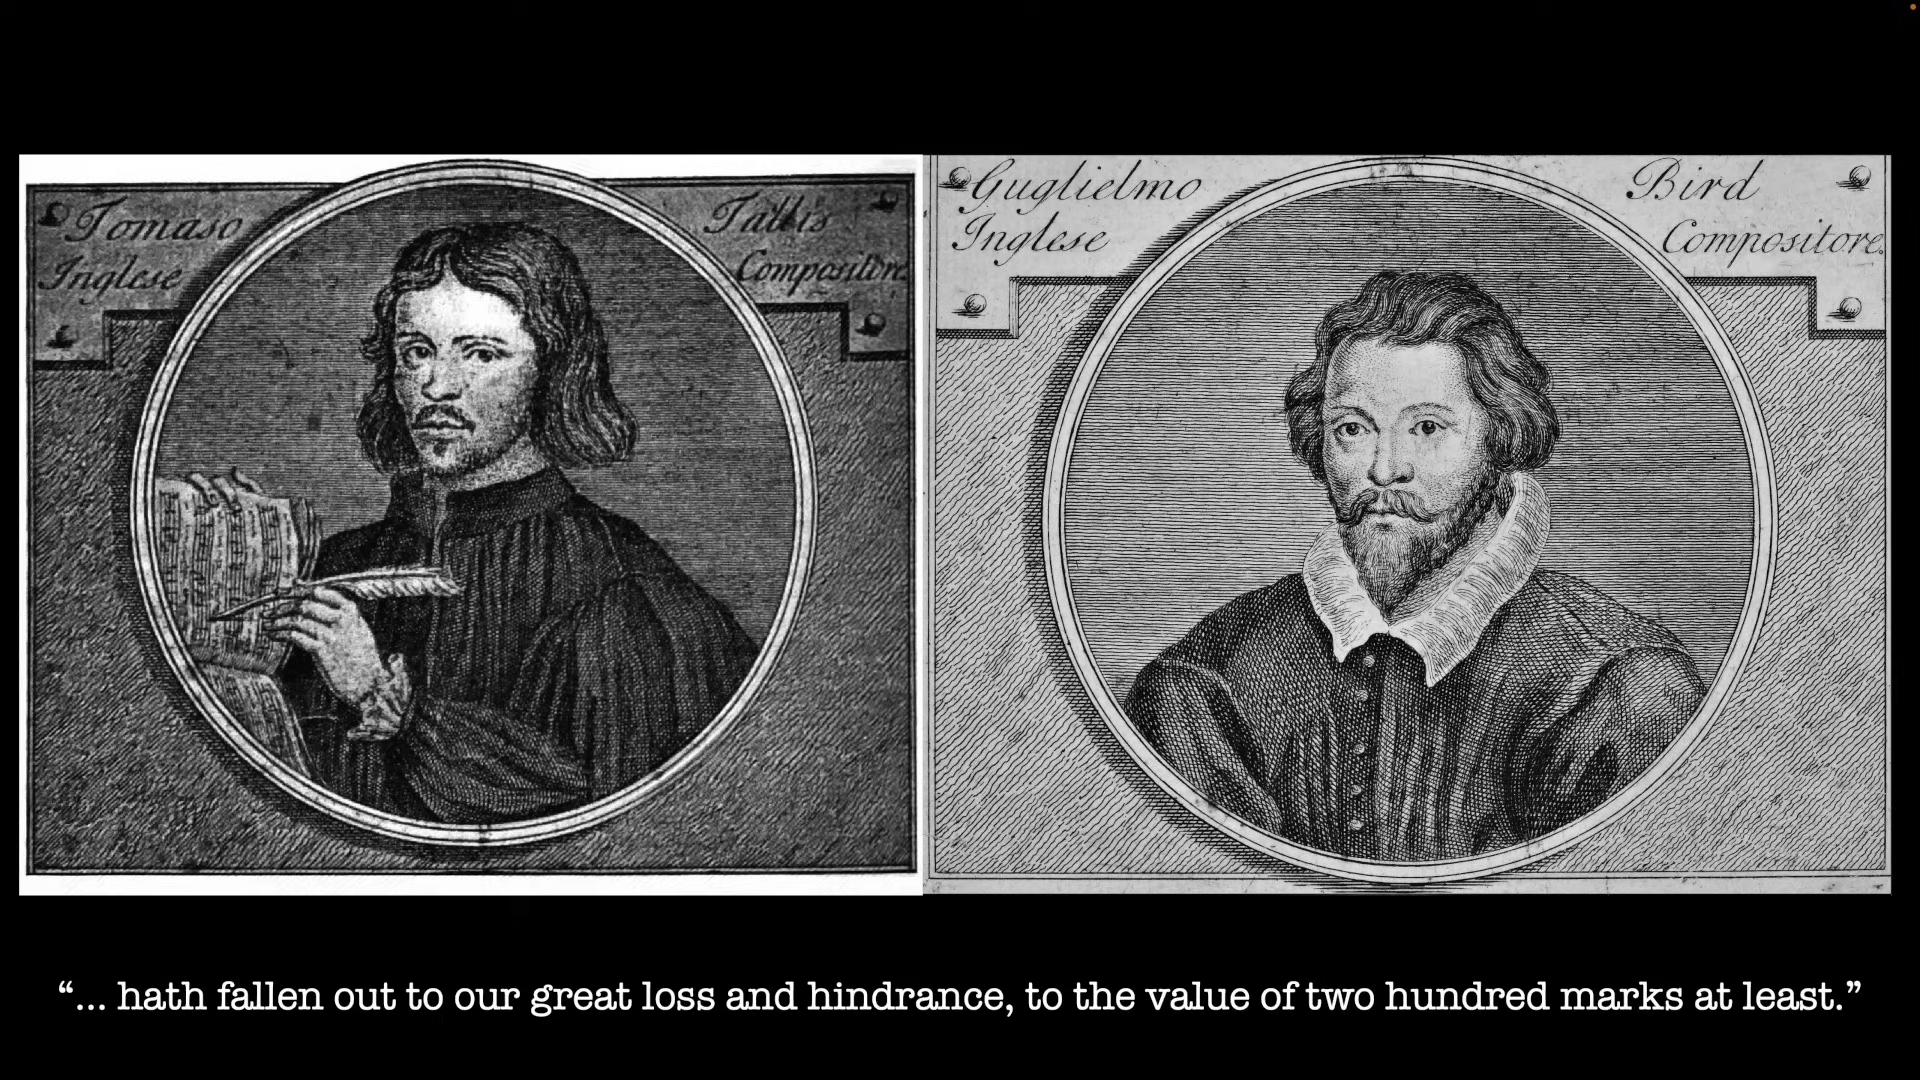 Tomaso Tallis
Inglese Compositore
Guglielmo Bird
Inglese Compositore.
“... hath fallen out to our great loss and hindrance, to the value of two hundred marks at least.”